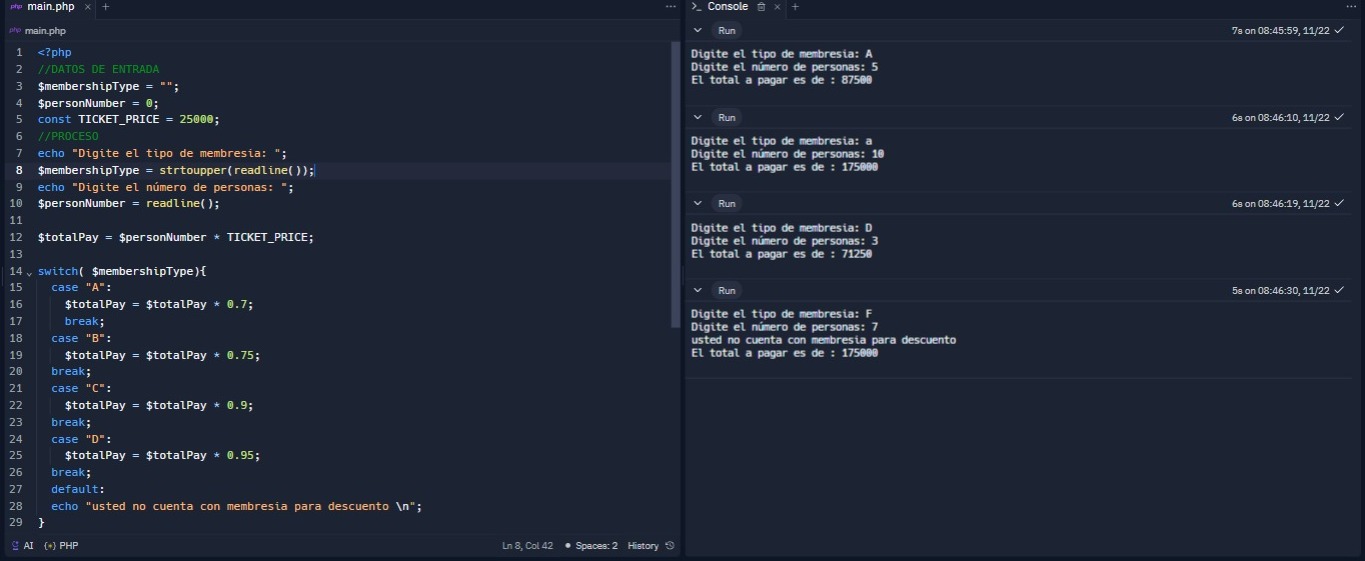 php main.php × +
php main.php
1 <?php
2 //DATOS DE ENTRADA
3 $membershipType = "";
4 $personNumber = 0;
5 const TICKET_PRICE = 25000;
6 //PROCESO
7 echo "Digite el tipo de membresia: ";
8 $membershipType = strtoupper(readline());
9 echo "Digite el número de personas: ";
10 $personNumber = readline();
11
12 $totalPay = $personNumber * TICKET_PRICE;
13
14 switch( $membershipType){
15 case "A":
16 $totalPay = $totalPay * 0.7;
17 break;
18 case "B":
19 $totalPay = $totalPay * 0.75;
20 break;
21 case "C":
22 $totalPay = $totalPay * 0.9;
23 break;
24 case "D":
25 $totalPay = $totalPay * 0.95;
26 break;
27 default:
28 echo "usted no cuenta con membresia para descuento \n";
29 }
AI {*} PHP
Ln 8, Col 42 • Spaces: 2 History
>_ Console × +
Run 7s on 08:45:59, 11/22 ✓
Digite el tipo de membresia: A
Digite el número de personas: 5
El total a pagar es de : 87500
Run 6s on 08:46:10, 11/22 ✓
Digite el tipo de membresia: a
Digite el número de personas: 10
El total a pagar es de : 175000
Run 6s on 08:46:19, 11/22 ✓
Digite el tipo de membresia: D
Digite el número de personas: 3
El total a pagar es de : 71250
Run 5s on 08:46:30, 11/22 ✓
Digite el tipo de membresia: F
Digite el número de personas: 7
usted no cuenta con membresia para descuento
El total a pagar es de : 175000